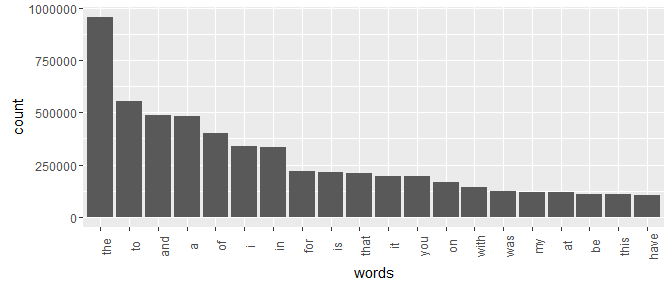 1000000
750000
500000
250000
0
count
the to and a of i in for is that it you on with was my at be this have
words